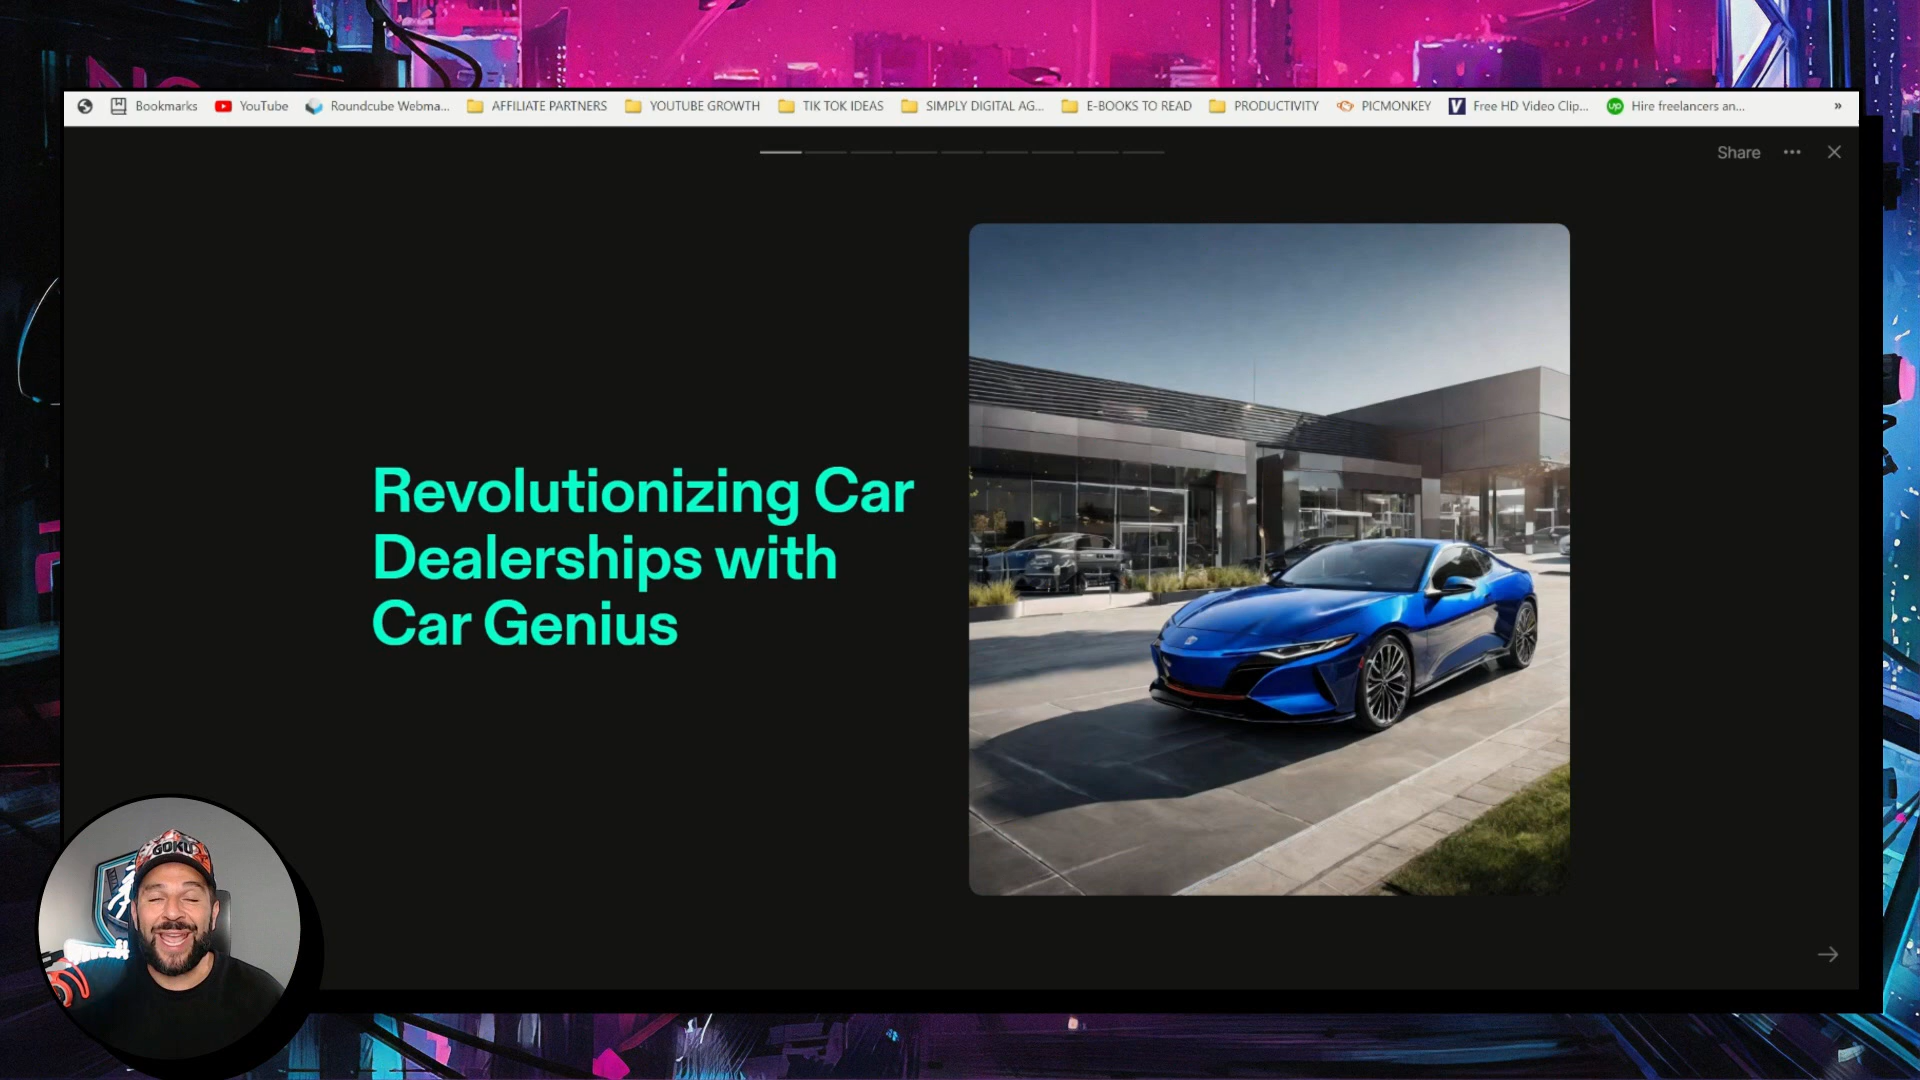 Bookmarks YouTube Roundcube Webma... AFFILIATE PARTNERS YOUTUBE GROWTH TIK TOK IDEAS SIMPLY DIGITAL AG... E-BOOKS TO READ PRODUCTIVITY PICMONKEY V Free HD Video Clip... up Hire freelancers an... »
Share
Revolutionizing Car
Dealerships with
Car Genius
GOKU